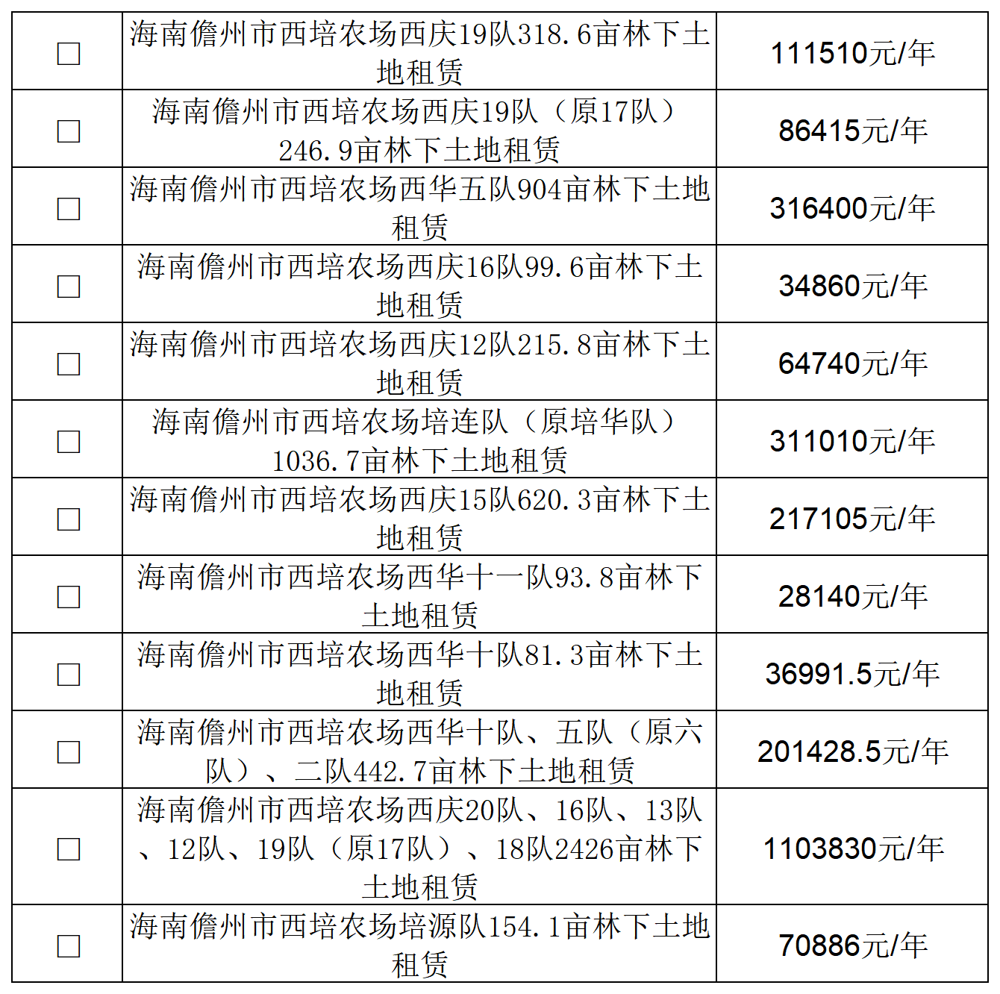 □
海南儋州市西培农场西庆19队318.6亩林下土
地租赁
111510元/年
□
海南儋州市西培农场西庆19队（原17队）
246.9亩林下土地租赁
86415元/年
□
海南儋州市西培农场西华五队904亩林下土地
租赁
316400元/年
□
海南儋州市西培农场西庆16队99.6亩林下土
地租赁
34860元/年
□
海南儋州市西培农场西庆12队215.8亩林下土
地租赁
64740元/年
□
海南儋州市西培农场培连队（原培华队）
1036.7亩林下土地租赁
311010元/年
□
海南儋州市西培农场西庆15队620.3亩林下土
地租赁
217105元/年
□
海南儋州市西培农场西华十一队93.8亩林下
土地租赁
28140元/年
□
海南儋州市西培农场西华十队81.3亩林下土
地租赁
36991.5元/年
□
海南儋州市西培农场西华十队、五队（原六
队）、二队442.7亩林下土地租赁
201428.5元/年
□
海南儋州市西培农场西庆20队、16队、13队
、12队、19队（原17队）、18队2426亩林下
土地租赁
1103830元/年
□
海南儋州市西培农场培源队154.1亩林下土地
租赁
70886元/年